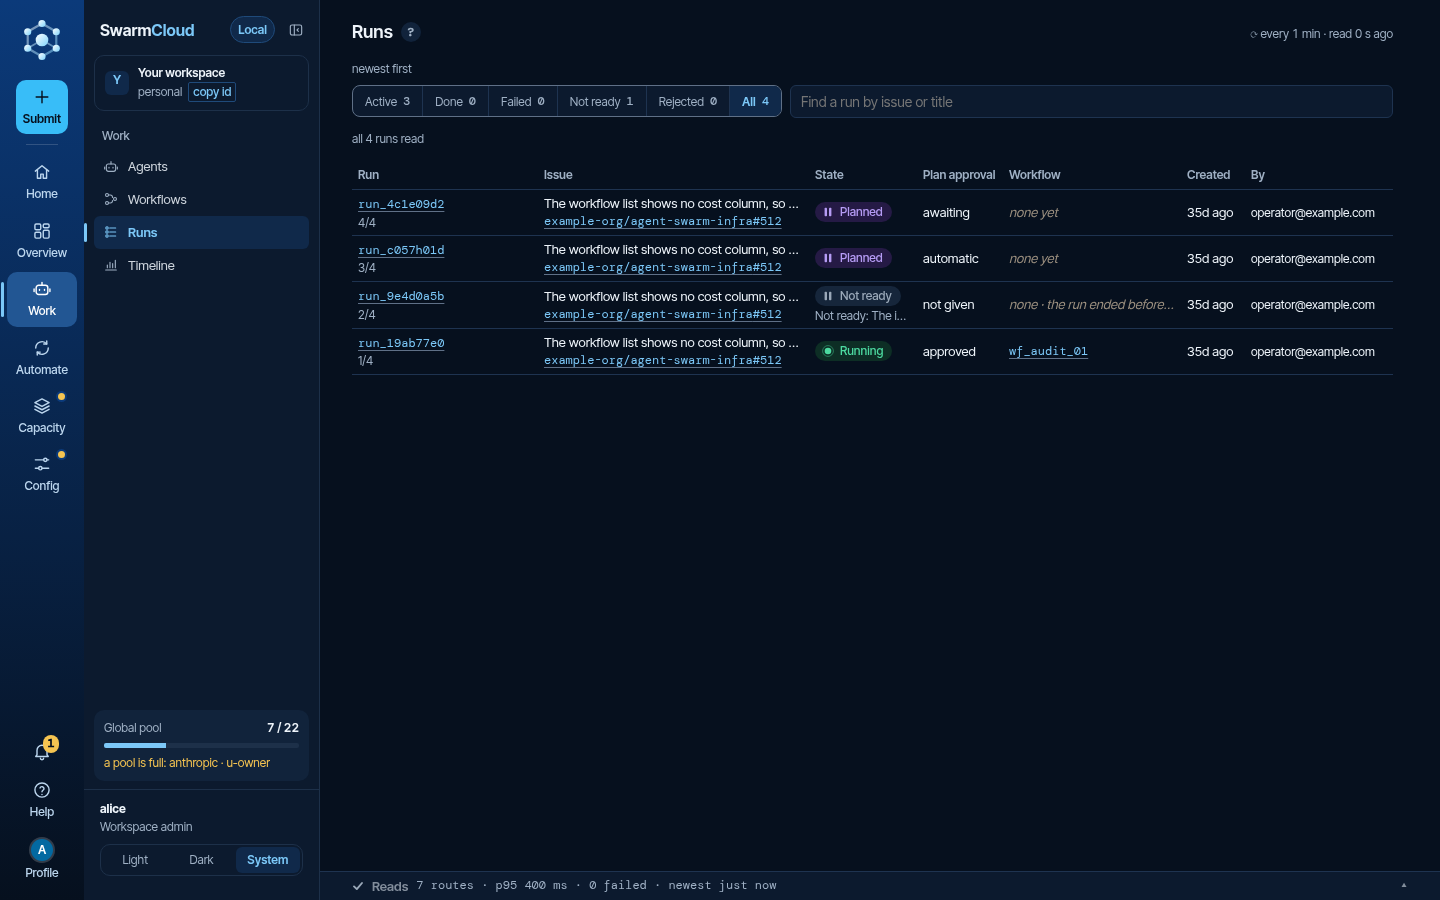 SwarmCloud
Local
Submit
Home
Overview
Work
Automate
Capacity
Config
1
Help
A
Profile
Y
Your workspace
personal copy id
Work
Agents
Workflows
Runs
Timeline
Global pool 7 / 22
a pool is full: anthropic · u-owner
alice
Workspace admin
Light Dark System
Runs ?
every 1 min · read 0 s ago
newest first
Active 3 Done 0 Failed 0 Not ready 1 Rejected 0 All 4
Find a run by issue or title
all 4 runs read
Run Issue State Plan approval Workflow Created By
run_4c1e09d2 The workflow list shows no cost column, so … Planned awaiting none yet 35d ago operator@example.com
4/4 example-org/agent-swarm-infra#512
run_c057h01d The workflow list shows no cost column, so … Planned automatic none yet 35d ago operator@example.com
3/4 example-org/agent-swarm-infra#512
run_9e4d0a5b The workflow list shows no cost column, so … Not ready not given none · the run ended before… 35d ago operator@example.com
2/4 example-org/agent-swarm-infra#512 Not ready: The i…
run_19ab77e0 The workflow list shows no cost column, so … Running approved wf_audit_01 35d ago operator@example.com
1/4 example-org/agent-swarm-infra#512
Reads 7 routes · p95 400 ms · 0 failed · newest just now